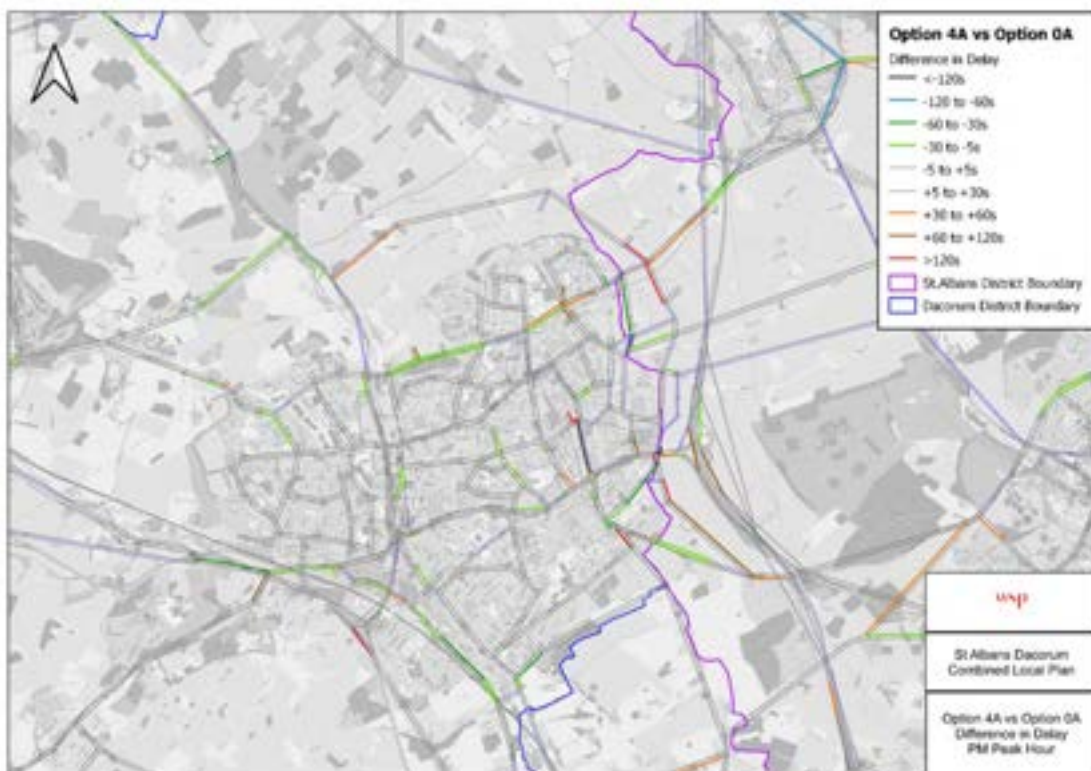 Option 4A vs Option 0A
Difference in Delay
<-120s
-120 to -60s
-60 to -30s
-30 to -5s
-5 to +5s
+5 to +30s
+30 to +60s
+60 to +120s
>120s
St.Albans District Boundary
Dacorum District Boundary
wsp
St Albans Dacorum
Combined Local Plan
Option 4A vs Option 0A
Difference in Delay
PM Peak Hour